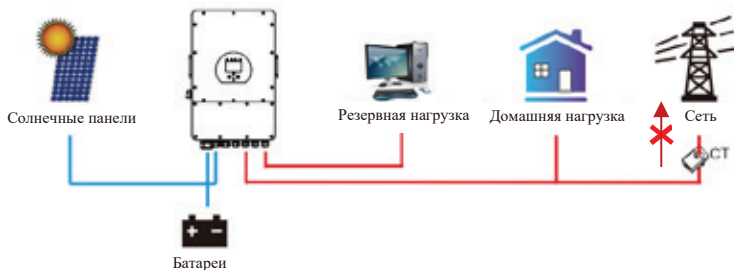 Солнечные панели
Резервная нагрузка
Домашняя нагрузка
Сеть
CT
Батареи